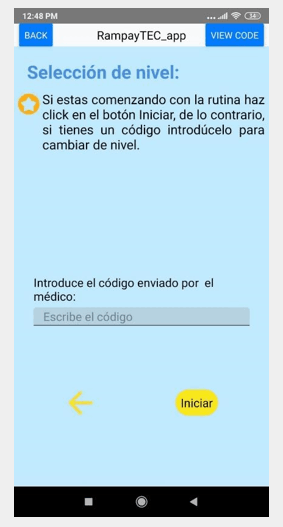 12:48 PM
BACK RampayTEC_app VIEW CODE
Selección de nivel:
Si estas comenzando con la rutina haz
click en el botón Iniciar, de lo contrario,
si tienes un código introdúcelo para
cambiar de nivel.
Introduce el código enviado por el
médico:
Escribe el código
Iniciar